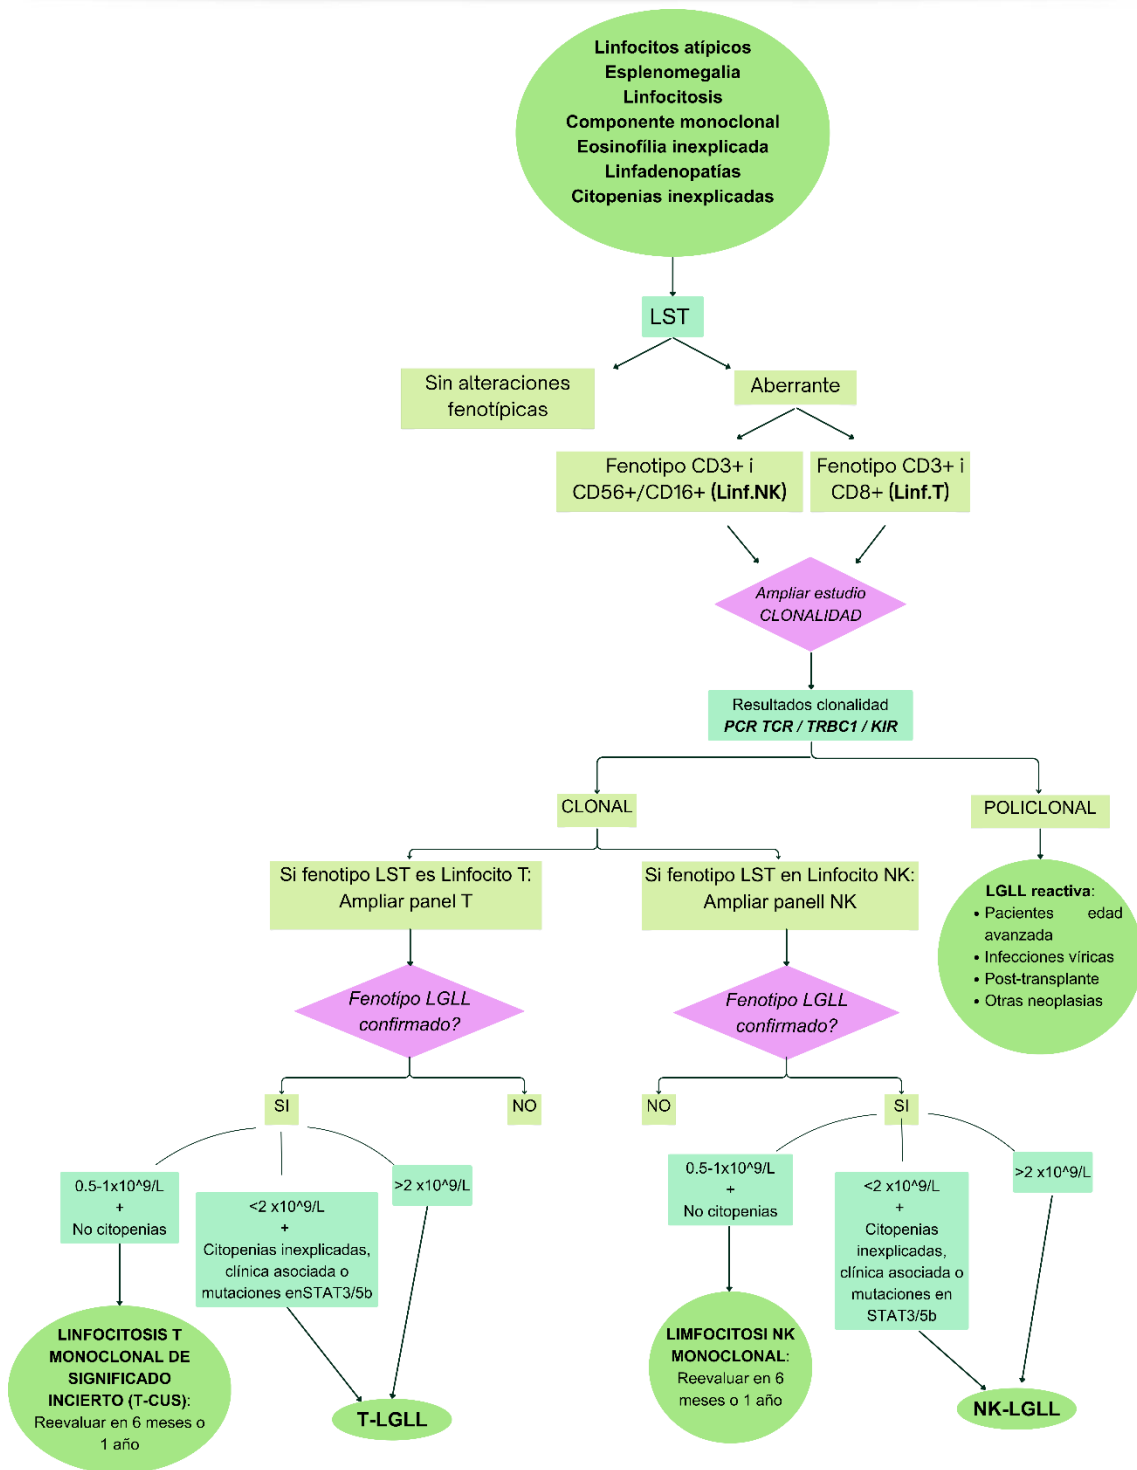 Linfocitos atípicos
Esplenomegalia
Linfocitosis
Componente monoclonal
Eosinofília inexplicada
Linfadenopatías
Citopenias inexplicadas
LST
Sin alteraciones
fenotípicas
Aberrante
Fenotipo CD3+ i
CD56+/CD16+ (Linf.NK)
Fenotipo CD3+ i
CD8+ (Linf.T)
Ampliar estudio
CLONALIDAD
Resultados clonalidad
PCR TCR / TRBC1 / KIR
CLONAL
POLICLONAL
Si fenotipo LST es Linfocito T:
Ampliar panel T
Si fenotipo LST en Linfocito NK:
Ampliar panell NK
LGLL reactiva:
• Pacientes edad
avanzada
• Infecciones víricas
• Post-transplante
• Otras neoplasias
Fenotipo LGLL
confirmado?
Fenotipo LGLL
confirmado?
SI
NO
NO
SI
0.5-1x10^9/L
+
No citopenias
<2 x10^9/L
+
Citopenias inexplicadas,
clínica asociada o
mutaciones enSTAT3/5b
>2 x10^9/L
0.5-1x10^9/L
+
No citopenias
<2 x10^9/L
+
Citopenias
inexplicadas,
clínica asociada o
mutaciones en
STAT3/5b
>2 x10^9/L
LINFOCITOSIS T
MONOCLONAL DE
SIGNIFICADO
INCIERTO (T-CUS):
Reevaluar en 6 meses o
1 año
T-LGLL
LIMFOCITOSI NK
MONOCLONAL:
Reevaluar en 6
meses o 1 año
NK-LGLL